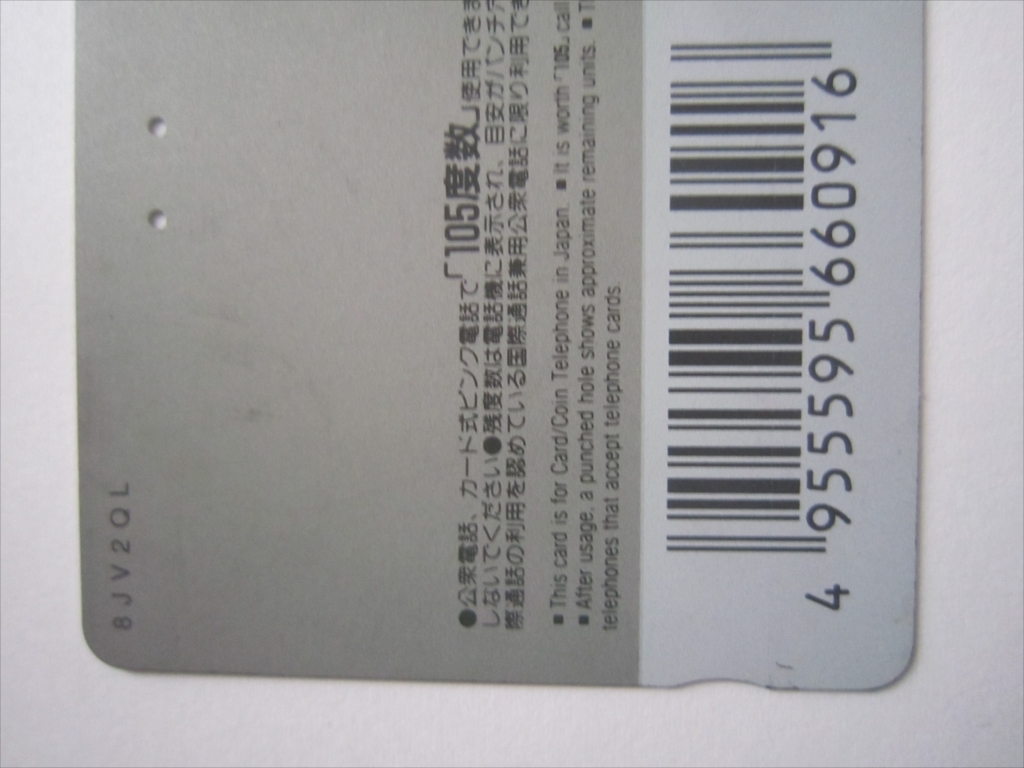 8JV2QL
●公衆電話、カード式ピンク電話で「105度数」使用できま
しないでください●残度数は電話機に表示され、目安がパンチ穴
際通話の利用を認めている国際通話兼用公衆電話に限り利用でき
■ This card is for Card/Coin Telephone in Japan. ■ It is worth「105」call
■ After usage, a punched hole shows approximate remaining units. ■ T
telephones that accept telephone cards.
4 955595 660916